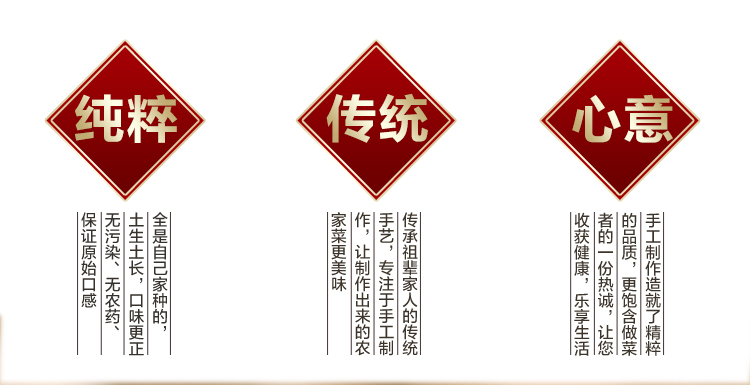 纯粹
全是自己家种的，
土生土长，口味更正
无污染、无农药、
保证原始口感
传统
传承祖辈家人的传统
手艺，专注于手工制
作，让制作出来的农
家菜更美味
心意
手工制作造就了精粹
的品质，更饱含做菜
者的一份热诚，让您
收获健康，乐享生活